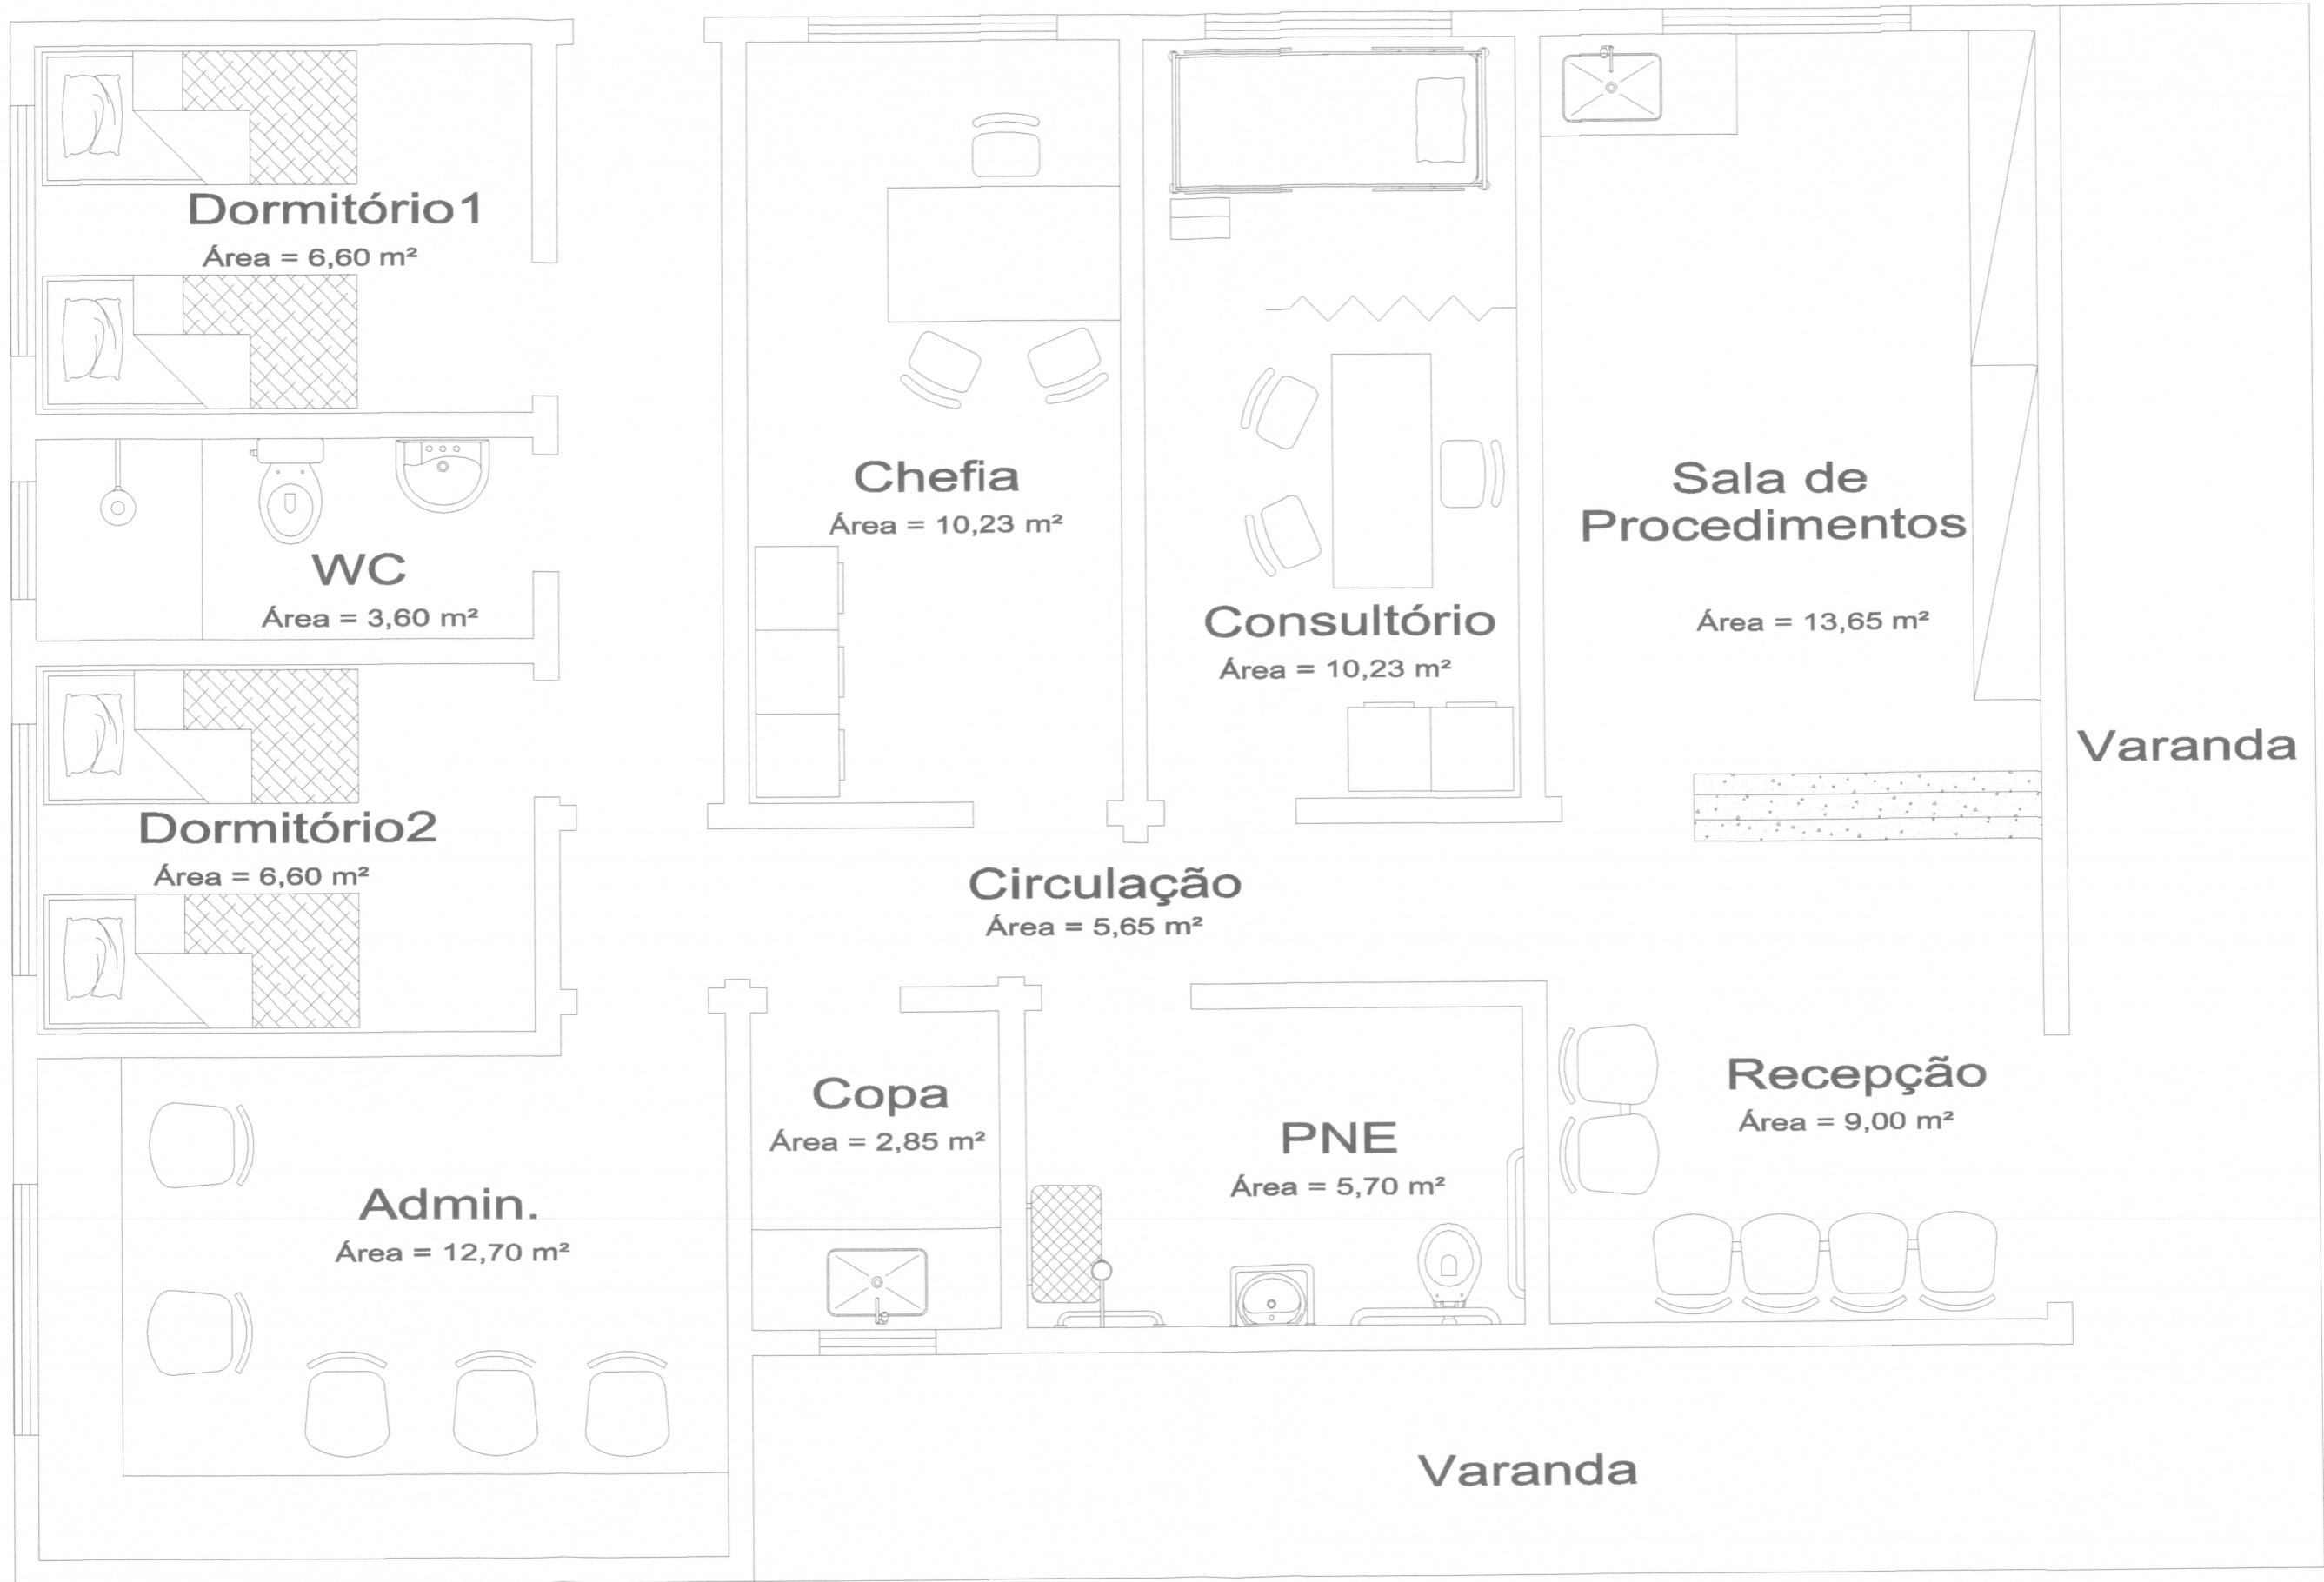 Dormitório1
Área = 6,60 m²
WC
Área = 3,60 m²
Dormitório2
Área = 6,60 m²
Admin.
Área = 12,70 m²
Chefia
Área = 10,23 m²
Consultório
Área = 10,23 m²
Sala de
Procedimentos
Área = 13,65 m²
Varanda
Circulação
Área = 5,65 m²
Copa
Área = 2,85 m²
PNE
Área = 5,70 m²
Recepção
Área = 9,00 m²
Varanda